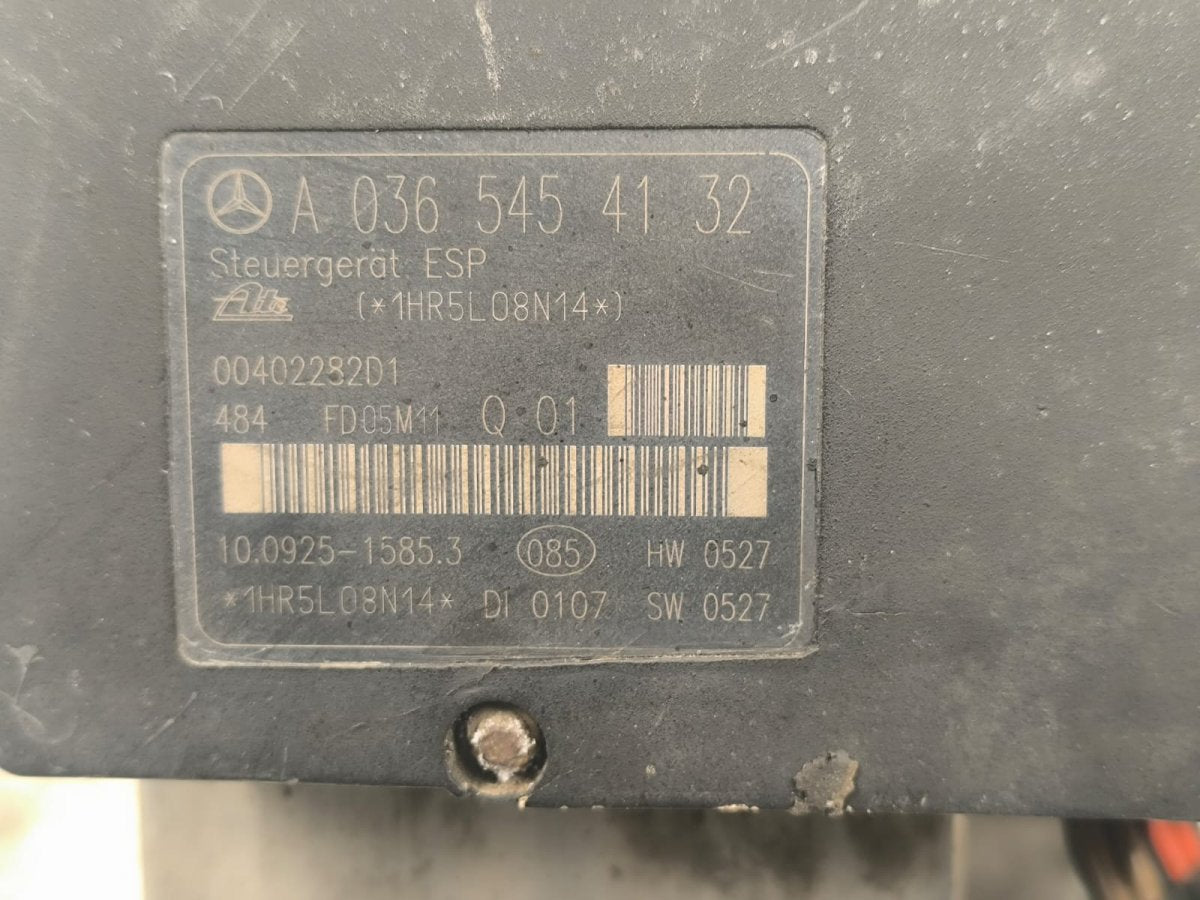 A 036 545 41 32
Steuergerät ESP
Ate (*1HR5L08N14*)
00402282D1
484 FD05M11 Q 01
10.0925-1585.3 085 HW 0527
*1HR5L08N14* DI 0107 SW 0527